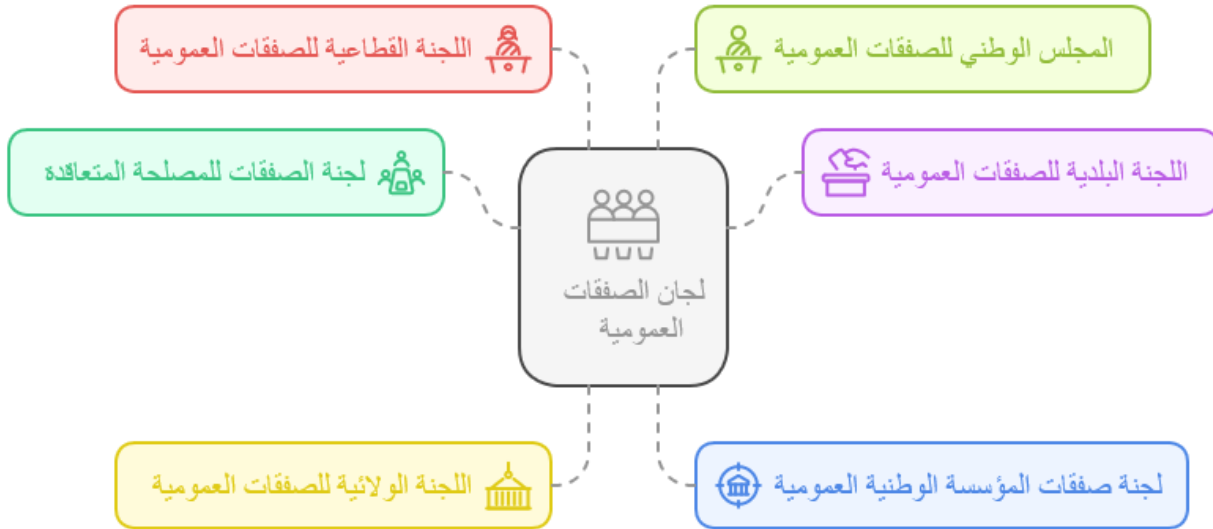 المجلس الوطني للصفقات العمومية
اللجنة القطاعية للصفقات العمومية
اللجنة البلدية للصفقات العمومية
لجنة الصفقات للمصلحة المتعاقدة
لجان الصفقات
العمومية
لجنة صفقات المؤسسة الوطنية العمومية
اللجنة الولائية للصفقات العمومية